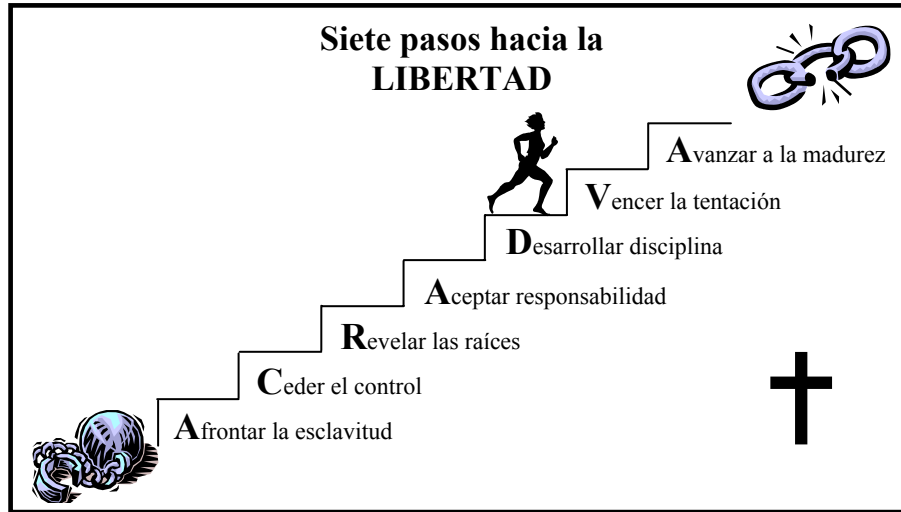 Siete pasos hacia la
LIBERTAD
Avanzar a la madurez
Vencer la tentación
Desarrollar disciplina
Aceptar responsabilidad
Revelar las raíces
Ceder el control
Afrontar la esclavitud